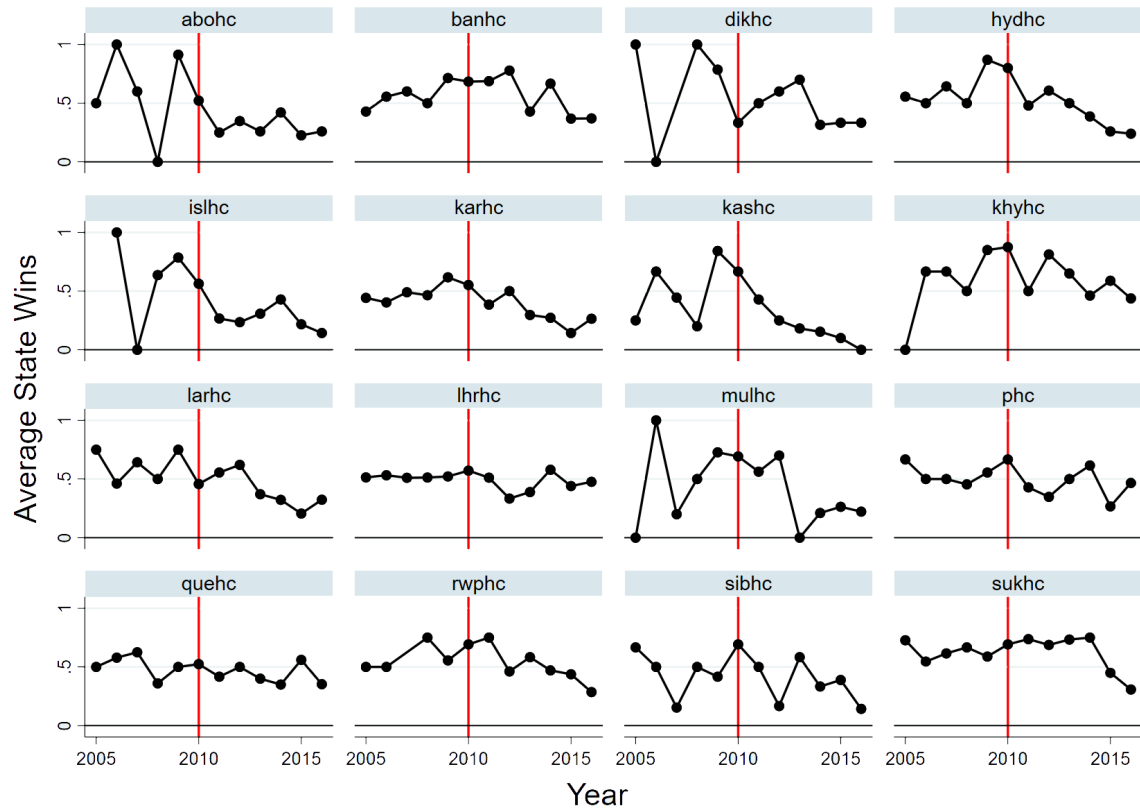 abohc banhc dikhc hydhc
1
.5
0
islhc karhc kashc khyhc
1
.5
0
larhc lhrhc mulhc phc
1
.5
0
quehc rwphc sibhc sukhc
1
.5
0
2005 2010 2015 2005 2010 2015 2005 2010 2015 2005 2010 2015
Average State Wins
Year